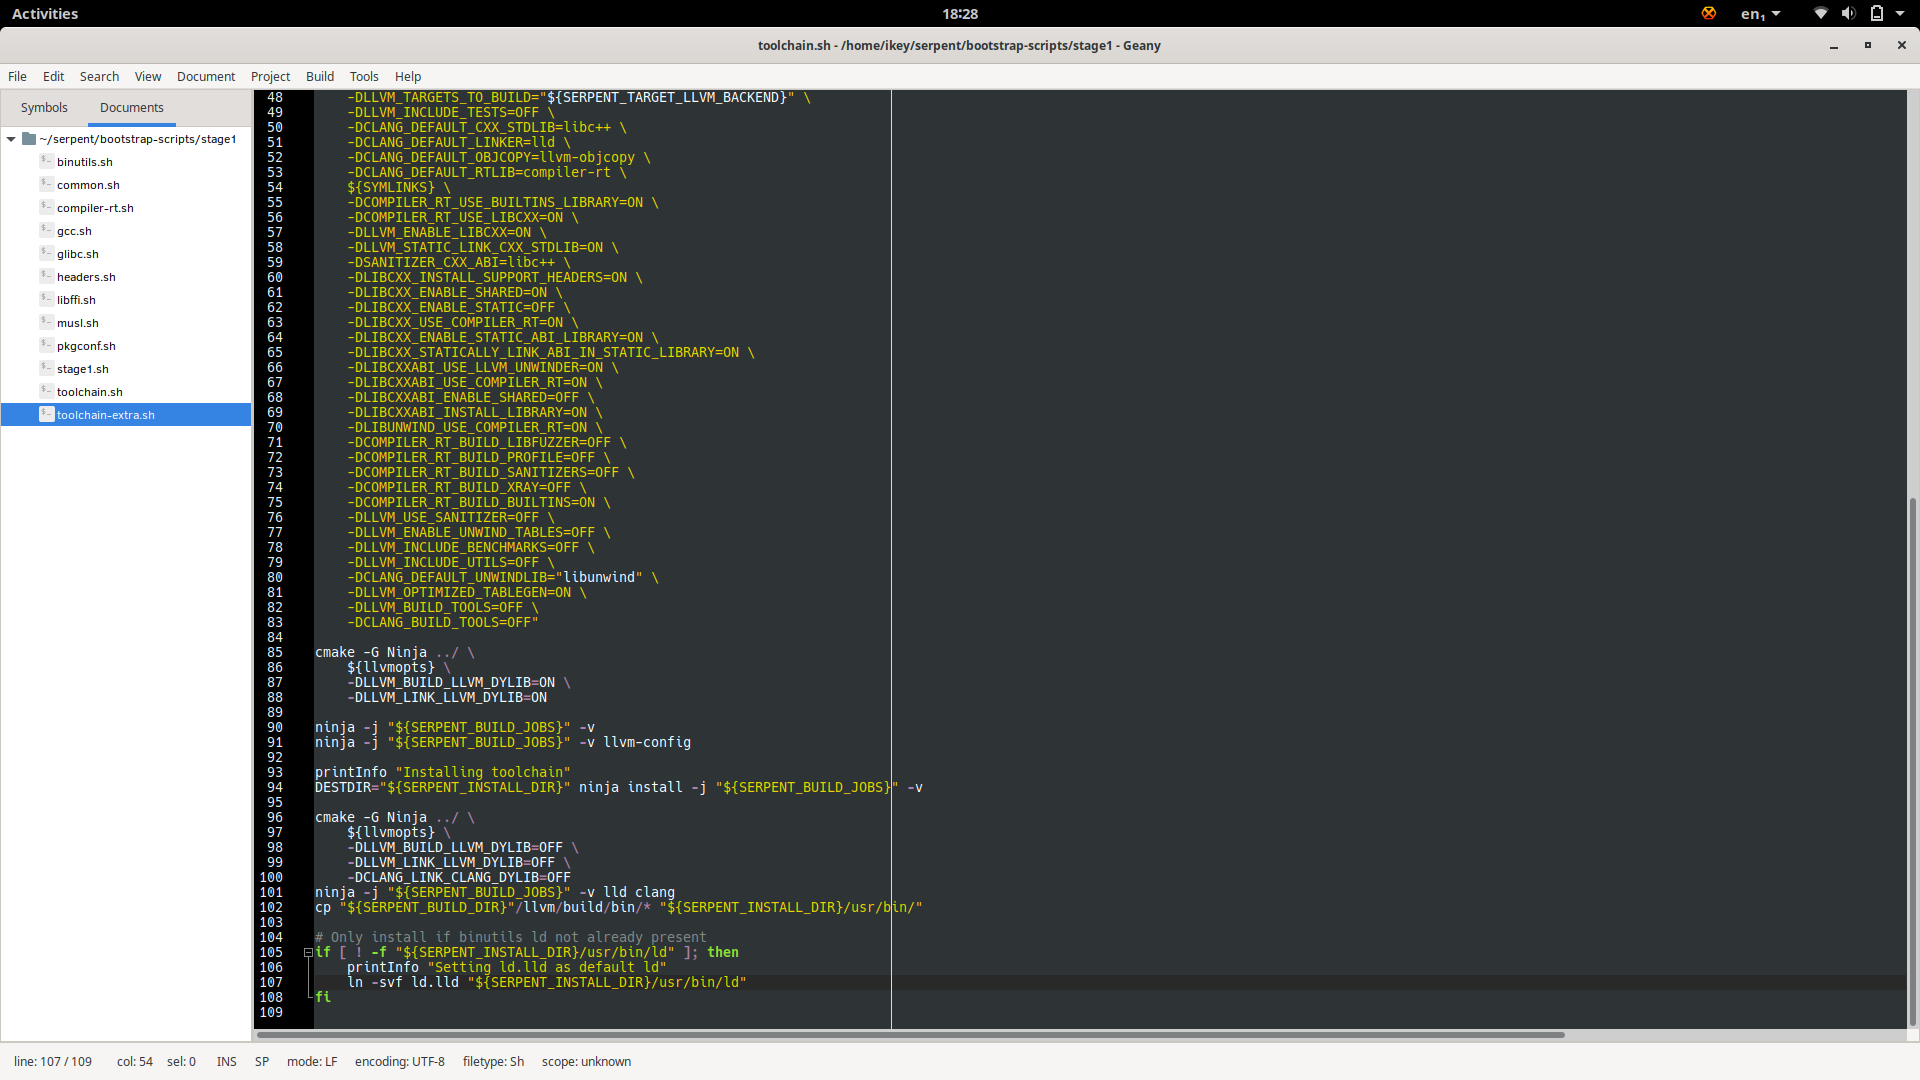 Activities
18:28
en₁
toolchain.sh - /home/ikey/serpent/bootstrap-scripts/stage1 - Geany
File Edit Search View Document Project Build Tools Help
Symbols Documents
~/serpent/bootstrap-scripts/stage1
binutils.sh
common.sh
compiler-rt.sh
gcc.sh
glibc.sh
headers.sh
libffi.sh
musl.sh
pkgconf.sh
stage1.sh
toolchain.sh
toolchain-extra.sh
48 -DLLVM_TARGETS_TO_BUILD="${SERPENT_TARGET_LLVM_BACKEND}" \
49 -DLLVM_INCLUDE_TESTS=OFF \
50 -DCLANG_DEFAULT_CXX_STDLIB=libc++ \
51 -DCLANG_DEFAULT_LINKER=lld \
52 -DCLANG_DEFAULT_OBJCOPY=llvm-objcopy \
53 -DCLANG_DEFAULT_RTLIB=compiler-rt \
54 ${SYMLINKS} \
55 -DCOMPILER_RT_USE_BUILTINS_LIBRARY=ON \
56 -DCOMPILER_RT_USE_LIBCXX=ON \
57 -DLLVM_ENABLE_LIBCXX=ON \
58 -DLLVM_STATIC_LINK_CXX_STDLIB=ON \
59 -DSANITIZER_CXX_ABI=libc++ \
60 -DLIBCXX_INSTALL_SUPPORT_HEADERS=ON \
61 -DLIBCXX_ENABLE_SHARED=ON \
62 -DLIBCXX_ENABLE_STATIC=OFF \
63 -DLIBCXX_USE_COMPILER_RT=ON \
64 -DLIBCXX_ENABLE_STATIC_ABI_LIBRARY=ON \
65 -DLIBCXX_STATICALLY_LINK_ABI_IN_STATIC_LIBRARY=ON \
66 -DLIBCXXABI_USE_LLVM_UNWINDER=ON \
67 -DLIBCXXABI_USE_COMPILER_RT=ON \
68 -DLIBCXXABI_ENABLE_SHARED=OFF \
69 -DLIBCXXABI_INSTALL_LIBRARY=ON \
70 -DLIBUNWIND_USE_COMPILER_RT=ON \
71 -DCOMPILER_RT_BUILD_LIBFUZZER=OFF \
72 -DCOMPILER_RT_BUILD_PROFILE=OFF \
73 -DCOMPILER_RT_BUILD_SANITIZERS=OFF \
74 -DCOMPILER_RT_BUILD_XRAY=OFF \
75 -DCOMPILER_RT_BUILD_BUILTINS=ON \
76 -DLLVM_USE_SANITIZER=OFF \
77 -DLLVM_ENABLE_UNWIND_TABLES=OFF \
78 -DLLVM_INCLUDE_BENCHMARKS=OFF \
79 -DLLVM_INCLUDE_UTILS=OFF \
80 -DCLANG_DEFAULT_UNWINDLIB="libunwind" \
81 -DLLVM_OPTIMIZED_TABLEGEN=ON \
82 -DLLVM_BUILD_TOOLS=OFF \
83 -DCLANG_BUILD_TOOLS=OFF"
84
85 cmake -G Ninja ../ \
86 ${llvmopts} \
87 -DLLVM_BUILD_LLVM_DYLIB=ON \
88 -DLLVM_LINK_LLVM_DYLIB=ON
89
90 ninja -j "${SERPENT_BUILD_JOBS}" -v
91 ninja -j "${SERPENT_BUILD_JOBS}" -v llvm-config
92
93 printInfo "Installing toolchain"
94 DESTDIR="${SERPENT_INSTALL_DIR}" ninja install -j "${SERPENT_BUILD_JOBS}" -v
95
96 cmake -G Ninja ../ \
97 ${llvmopts} \
98 -DLLVM_BUILD_LLVM_DYLIB=OFF \
99 -DLLVM_LINK_LLVM_DYLIB=OFF \
100 -DCLANG_LINK_CLANG_DYLIB=OFF
101 ninja -j "${SERPENT_BUILD_JOBS}" -v lld clang
102 cp "${SERPENT_BUILD_DIR}"/llvm/build/bin/* "${SERPENT_INSTALL_DIR}/usr/bin/"
103
104 # Only install if binutils ld not already present
105 if [ ! -f "${SERPENT_INSTALL_DIR}/usr/bin/ld" ]; then
106 printInfo "Setting ld.lld as default ld"
107 ln -svf ld.lld "${SERPENT_INSTALL_DIR}/usr/bin/ld"
108 fi
109
line: 107 / 109 col: 54 sel: 0 INS SP mode: LF encoding: UTF-8 filetype: Sh scope: unknown